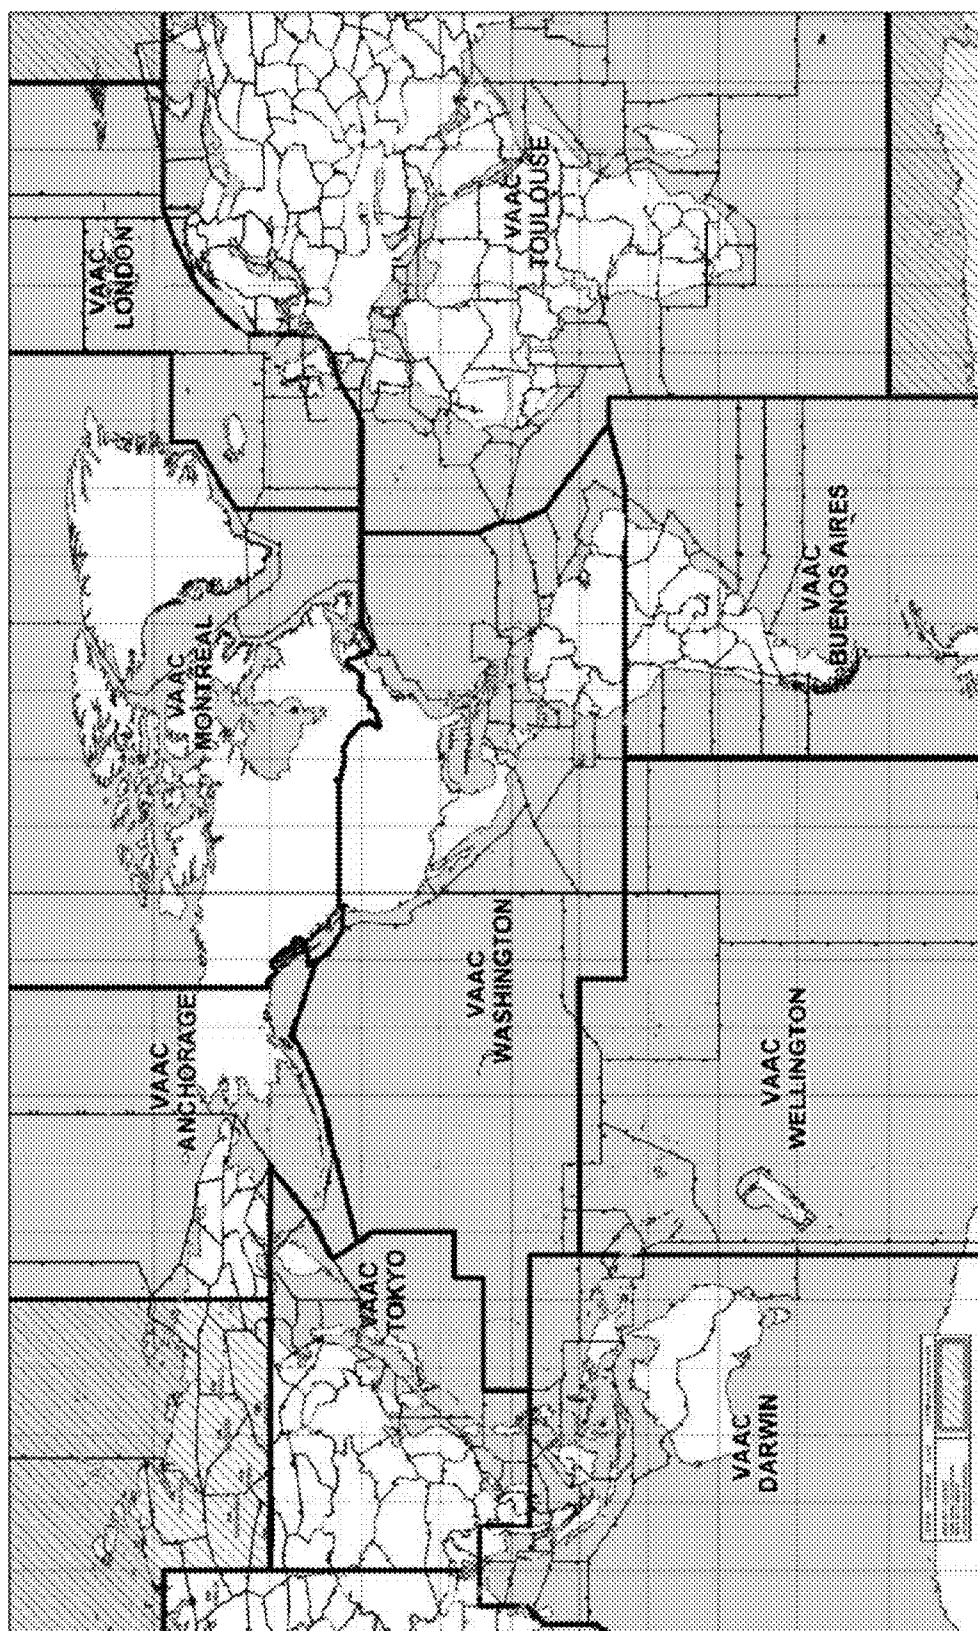 VAAC
LONDON
VAAC
TOULOUSE
VAAC
MONTREAL
VAAC
BUENOS AIRES
VAAC
ANCHORAGE
VAAC
WASHINGTON
VAAC
WELLINGTON
VAAC
TOKYO
VAAC
DARWIN